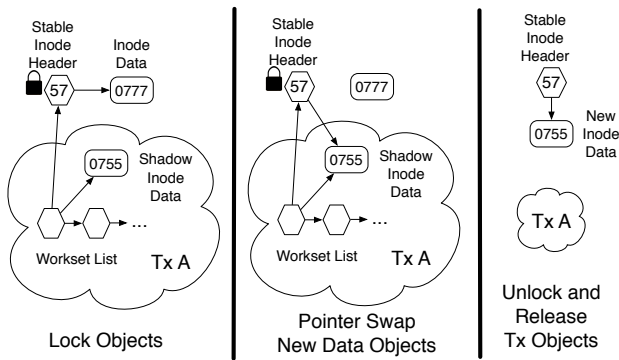 Stable
Inode
Header
Inode
Data
57
0777
0755
Shadow
Inode
Data
...
Workset List
Tx A
Lock Objects
Stable
Inode
Header
57
0777
0755
Shadow
Inode
Data
...
Workset List
Tx A
Pointer Swap
New Data Objects
Stable
Inode
Header
57
0755
New
Inode
Data
Tx A
Unlock and
Release
Tx Objects